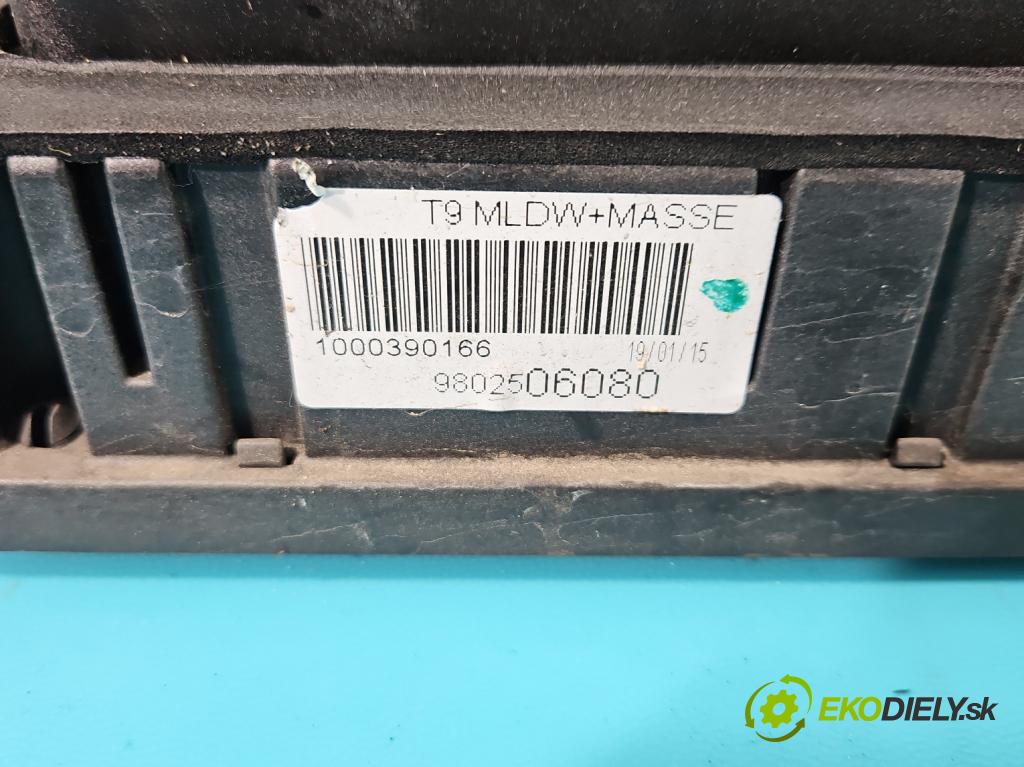 T9 MLDW+MASSE
1000390166 19/01/15
9802506080
EKODIELY.sk